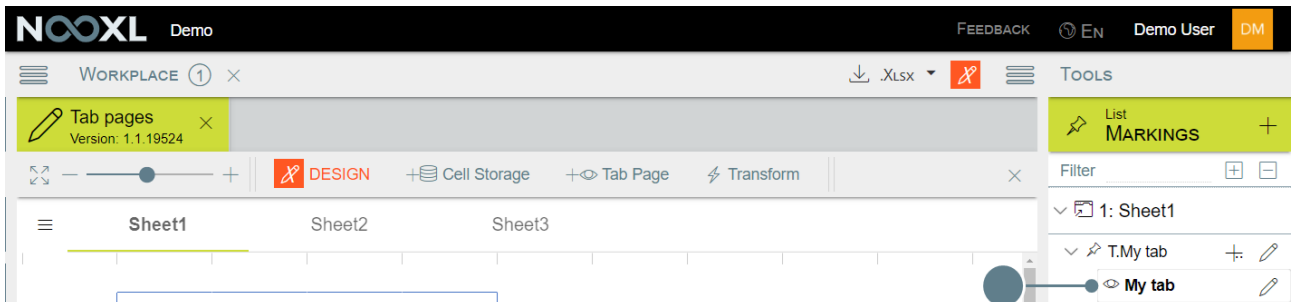 NOOXL Demo FEEDBACK EN Demo User DM
WORKPLACE 1 .XLSX TOOLS
Tab pages
Version: 1.1.19524
List
MARKINGS
DESIGN Cell Storage Tab Page Transform
Filter
Sheet1 Sheet2 Sheet3
1: Sheet1
T.My tab
My tab